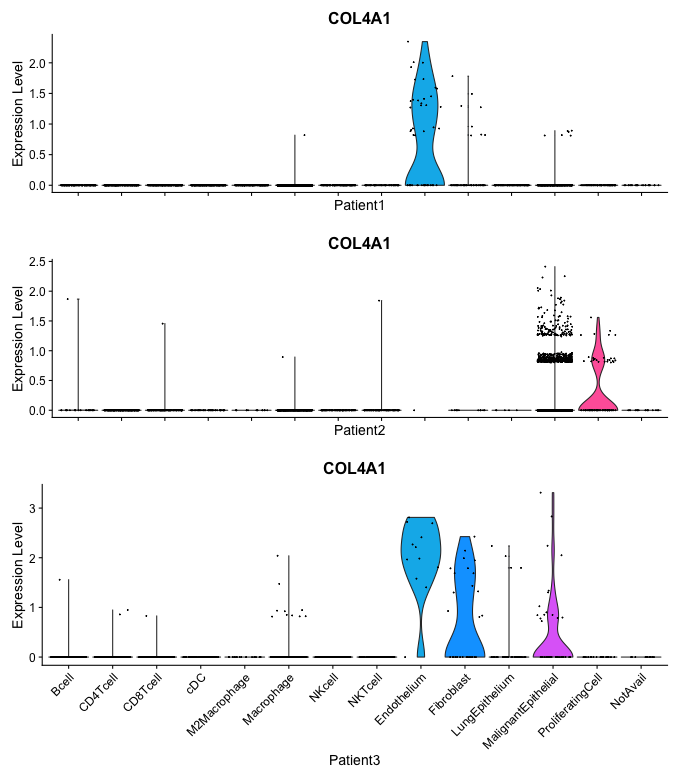 COL4A1
Expression Level
2.0
1.5
1.0
0.5
0.0
Patient1
COL4A1
Expression Level
2.5
2.0
1.5
1.0
0.5
0.0
Patient2
COL4A1
Expression Level
3
2
1
0
Bcell
CD4Tcell
CD8Tcell
cDC
M2Macrophage
Macrophage
NKcell
NKTcell
Endothelium
Fibroblast
LungEpithelium
MalignantEpithelial
ProliferatingCell
NotAvail
Patient3